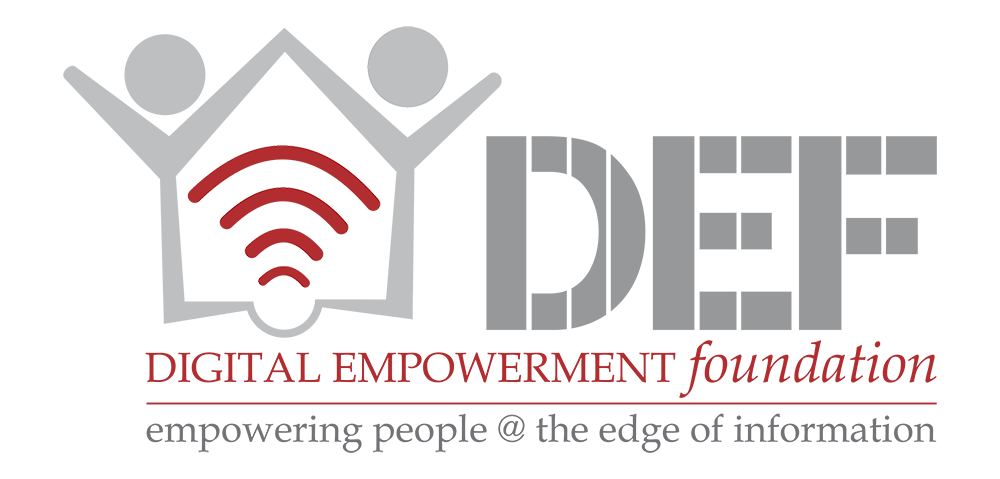 DEF
DIGITAL EMPOWERMENT foundation
empowering people @ the edge of information